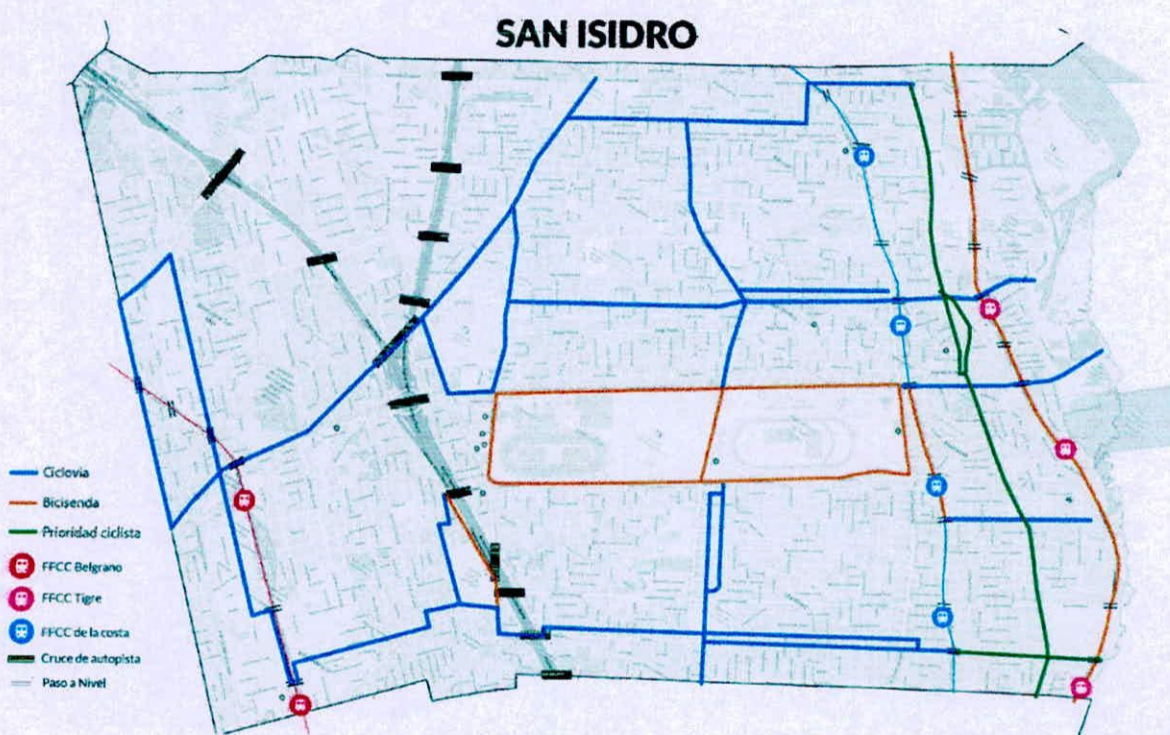 SAN ISIDRO
Ciclovia
Bicisenda
Prioridad ciclista
FFCC Belgrano
FFCC Tigre
FFCC de la costa
Cruce de autopista
Paso a Nivel